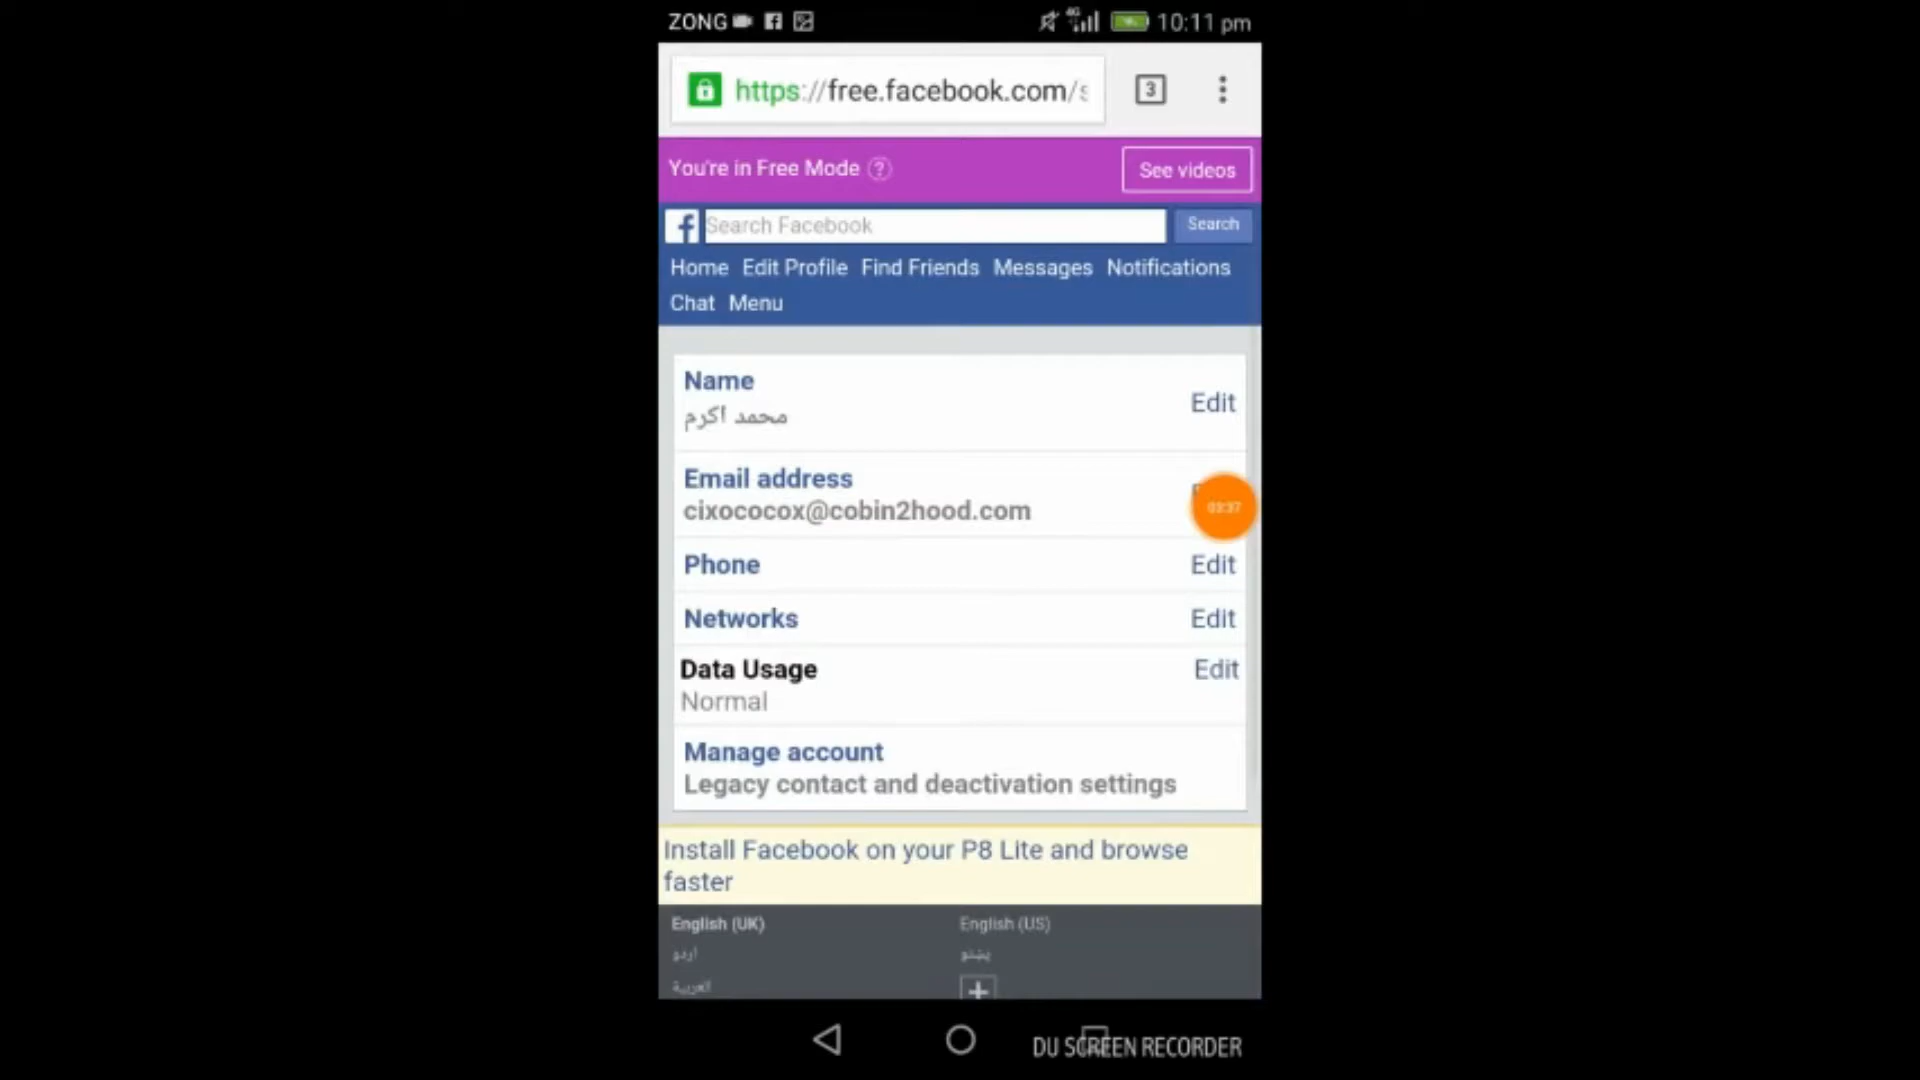 ZONG 10:11 pm
https://free.facebook.com/s 3
You're in Free Mode ? See videos
Search Facebook Search
Home Edit Profile Find Friends Messages Notifications
Chat Menu
Name
محمد اکرم
Edit
Email address
cixococox@cobin2hood.com
03:37
Phone Edit
Networks Edit
Data Usage Edit
Normal
Manage account
Legacy contact and deactivation settings
Install Facebook on your P8 Lite and browse
faster
English (UK) English (US)
اردو پښتو
العربية
DU SCREEN RECORDER